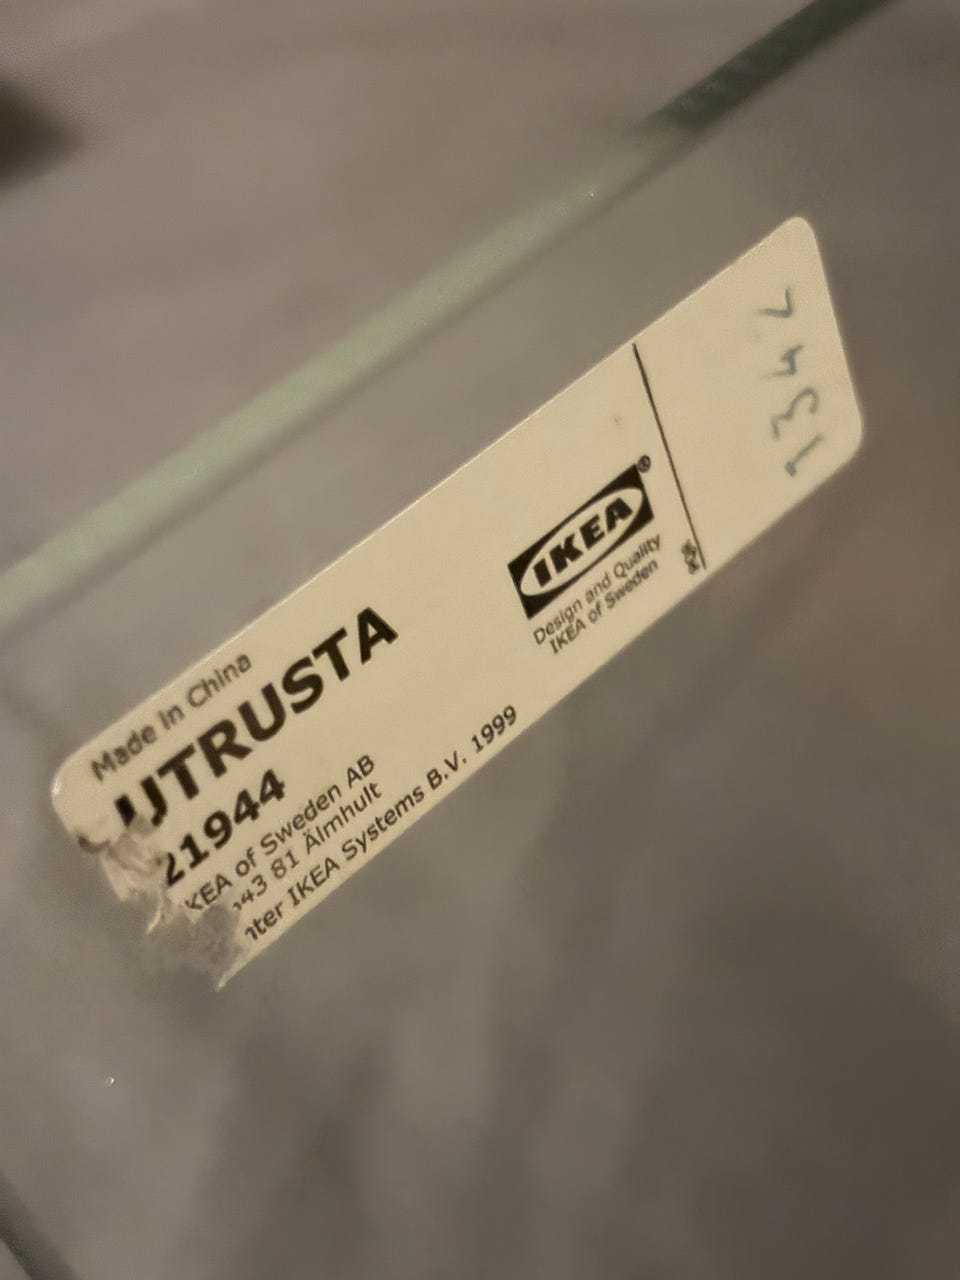 Made in China
UTRUSTA
21944
KEA of Sweden AB
43 81 Älmhult
nter IKEA Systems B.V. 1999
IKEA®
Design and Quality
IKEA of Sweden
1342